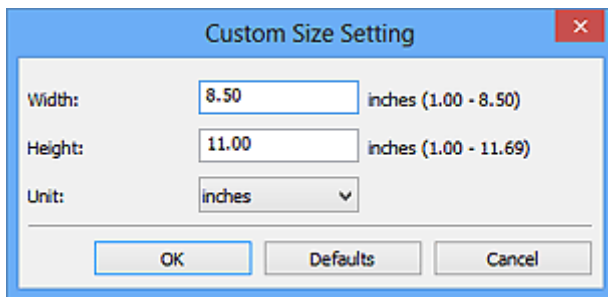 Custom Size Setting
Width: 8.50 inches (1.00 - 8.50)
Height: 11.00 inches (1.00 - 11.69)
Unit: inches
OK Defaults Cancel